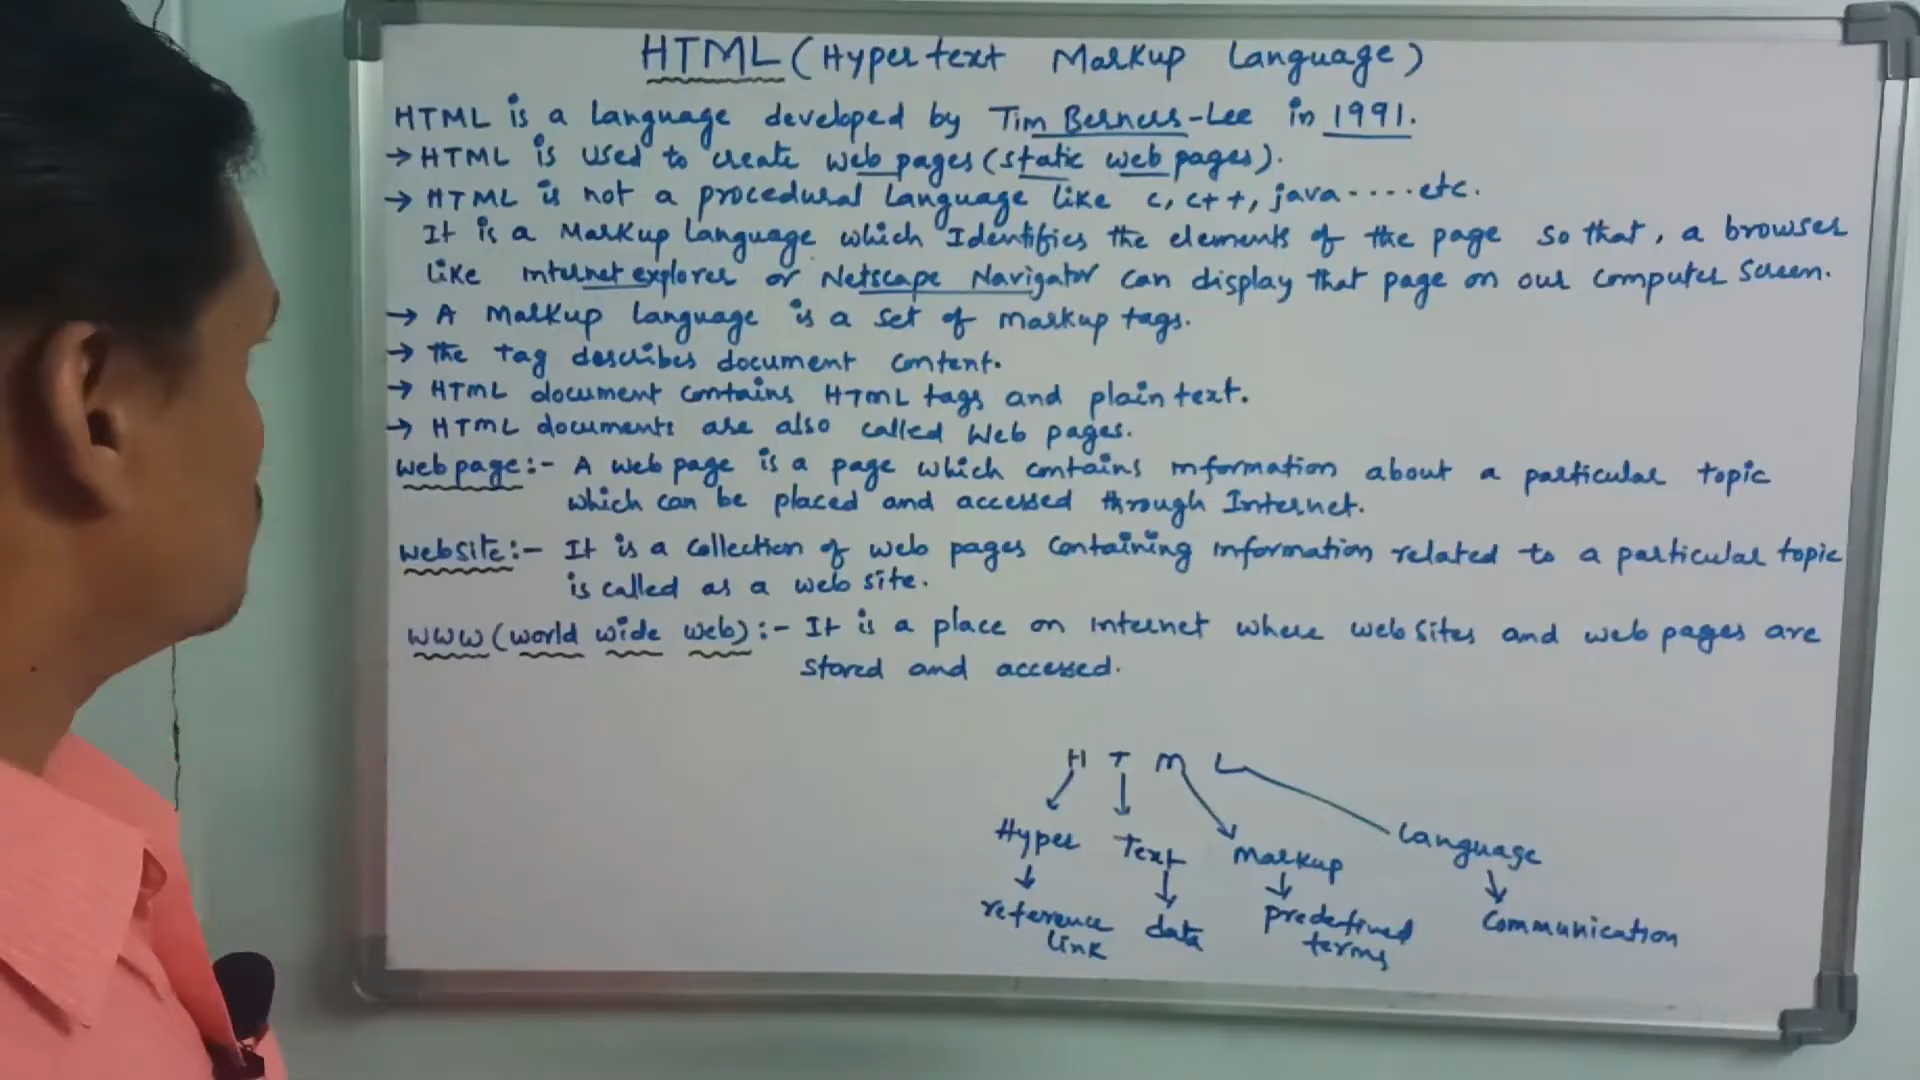 HTML (Hyper text Markup Language)
HTML is a language developed by Tim Berners-Lee in 1991.
→ HTML is used to create web pages (static web pages).
→ HTML is not a procedural language like c, c++, java.....etc.
It is a Markup language which Identifies the elements of the page so that, a browser
like internet explorer or Netscape Navigator can display that page on our computer screen.
→ A Markup language is a set of markup tags.
→ The tag describes document content.
→ HTML document contains HTML tags and plain text.
→ HTML documents are also called Web pages.
Web page:- A web page is a page which contains information about a particular topic
which can be placed and accessed through Internet.
website:- It is a collection of web pages containing information related to a particular topic
is called as a web site.
WWW (world wide web):- It is a place on internet where web sites and web pages are
stored and accessed.
H T M L
Hyper Text Markup Language
reference link data predefined terms Communication